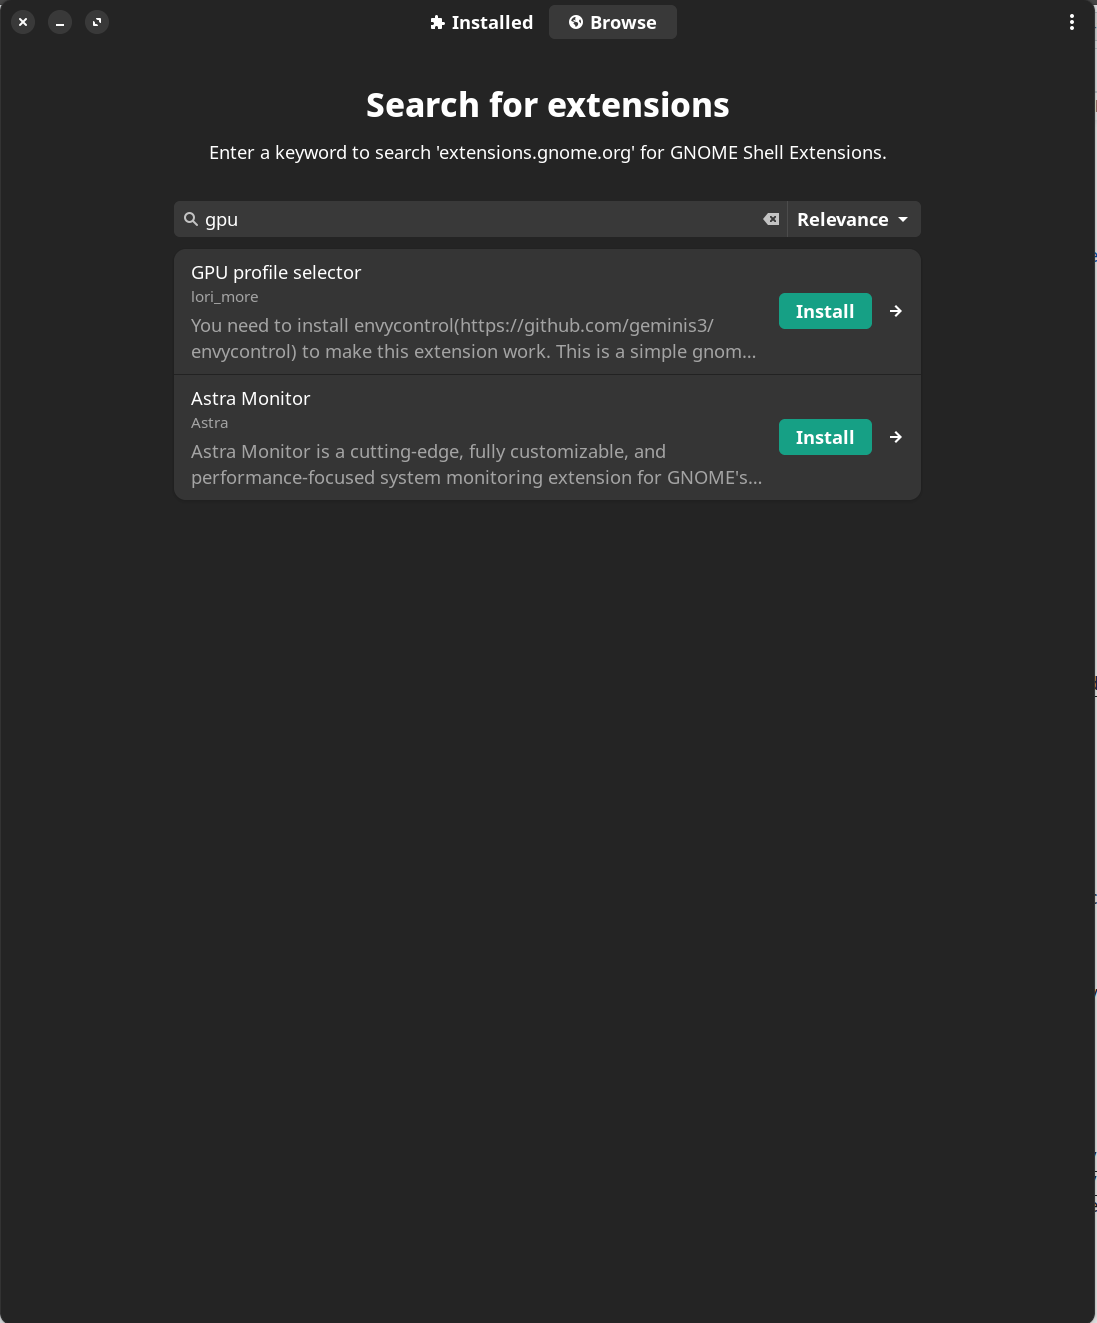 Installed
Browse
Search for extensions
Enter a keyword to search 'extensions.gnome.org' for GNOME Shell Extensions.
gpu
Relevance
GPU profile selector
lori_more
You need to install envycontrol(https://github.com/geminis3/
envycontrol) to make this extension work. This is a simple gnom…
Install
Astra Monitor
Astra
Astra Monitor is a cutting-edge, fully customizable, and
performance-focused system monitoring extension for GNOME's…
Install